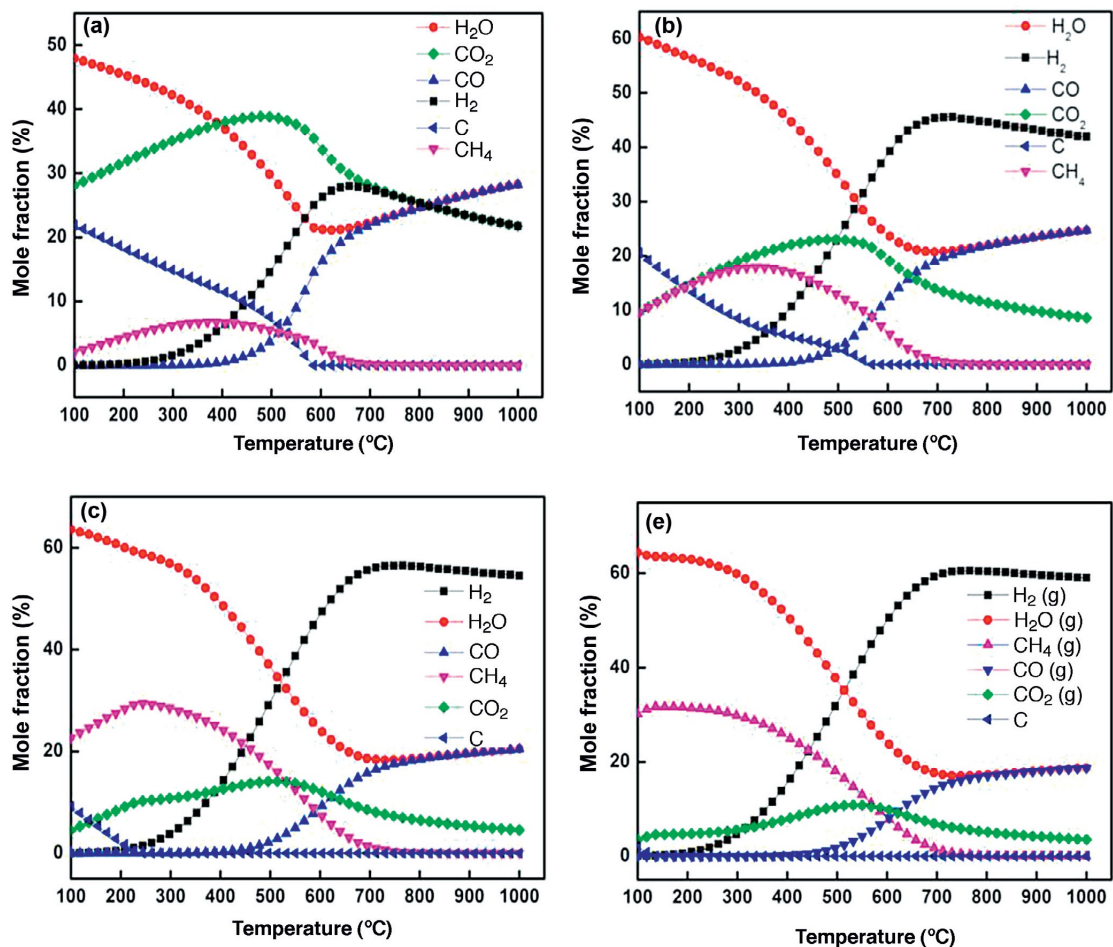 (a)
H₂O
CO₂
CO
H₂
C
CH₄
Mole fraction (%)
50
40
30
20
10
0
100 200 300 400 500 600 700 800 900 1000
Temperature (ºC)
(b)
H₂O
H₂
CO
CO₂
C
CH₄
Mole fraction (%)
60
50
40
30
20
10
0
100 200 300 400 500 600 700 800 900 1000
Temperature (ºC)
(c)
H₂
H₂O
CO
CH₄
CO₂
C
Mole fraction (%)
60
40
20
0
100 200 300 400 500 600 700 800 900 1000
Temperature (ºC)
(e)
H₂ (g)
H₂O (g)
CH₄ (g)
CO (g)
CO₂ (g)
C
Mole fraction (%)
60
40
20
0
100 200 300 400 500 600 700 800 900 1000
Temperature (ºC)